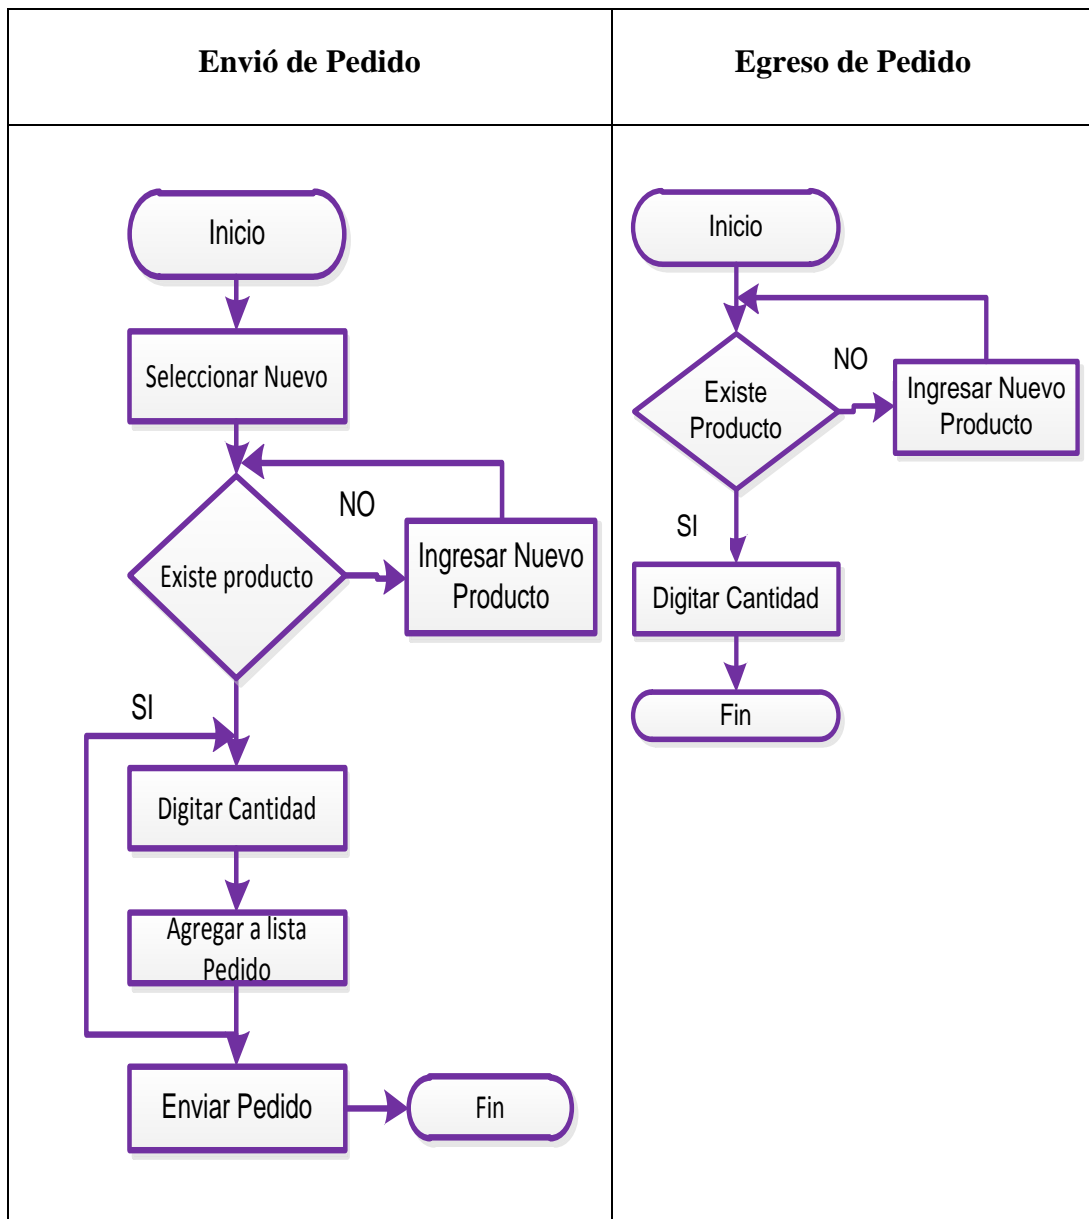 Envió de Pedido
Egreso de Pedido
Inicio
Seleccionar Nuevo
NO
Existe producto
Ingresar Nuevo
Producto
SI
Digitar Cantidad
Agregar a lista
Pedido
Enviar Pedido
Fin
Inicio
NO
Existe
Producto
Ingresar Nuevo
Producto
SI
Digitar Cantidad
Fin